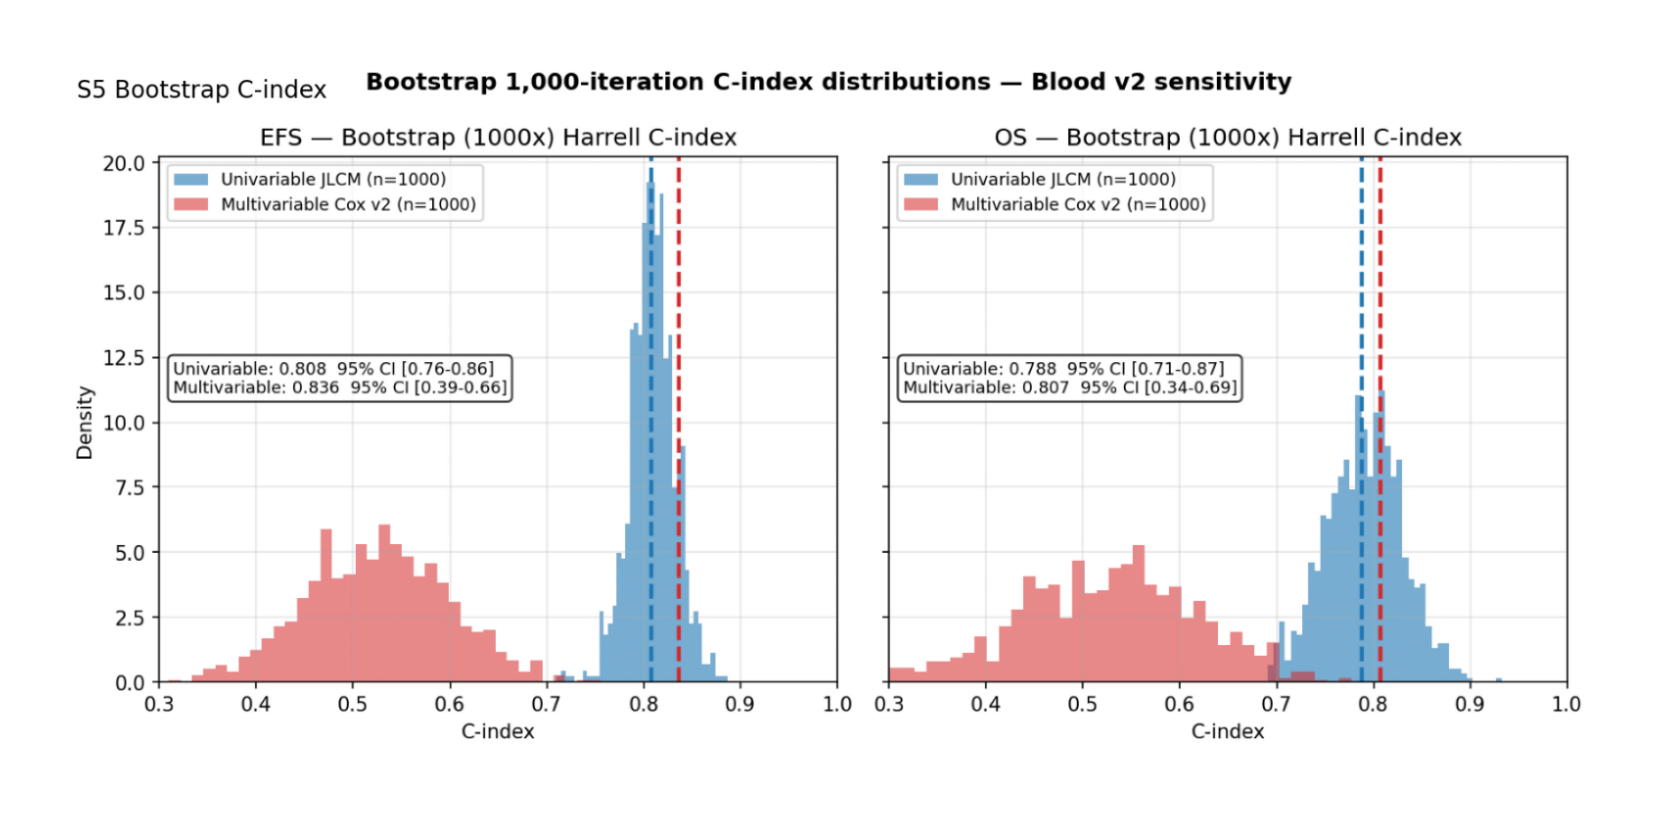 S5 Bootstrap C-index
Bootstrap 1,000-iteration C-index distributions — Blood v2 sensitivity
EFS — Bootstrap (1000x) Harrell C-index
Univariable JLCM (n=1000)
Multivariable Cox v2 (n=1000)
Univariable: 0.808 95% CI [0.76-0.86]
Multivariable: 0.836 95% CI [0.39-0.66]
Density
20.0
17.5
15.0
12.5
10.0
7.5
5.0
2.5
0.0
0.3 0.4 0.5 0.6 0.7 0.8 0.9 1.0
C-index
OS — Bootstrap (1000x) Harrell C-index
Univariable JLCM (n=1000)
Multivariable Cox v2 (n=1000)
Univariable: 0.788 95% CI [0.71-0.87]
Multivariable: 0.807 95% CI [0.34-0.69]
0.3 0.4 0.5 0.6 0.7 0.8 0.9 1.0
C-index